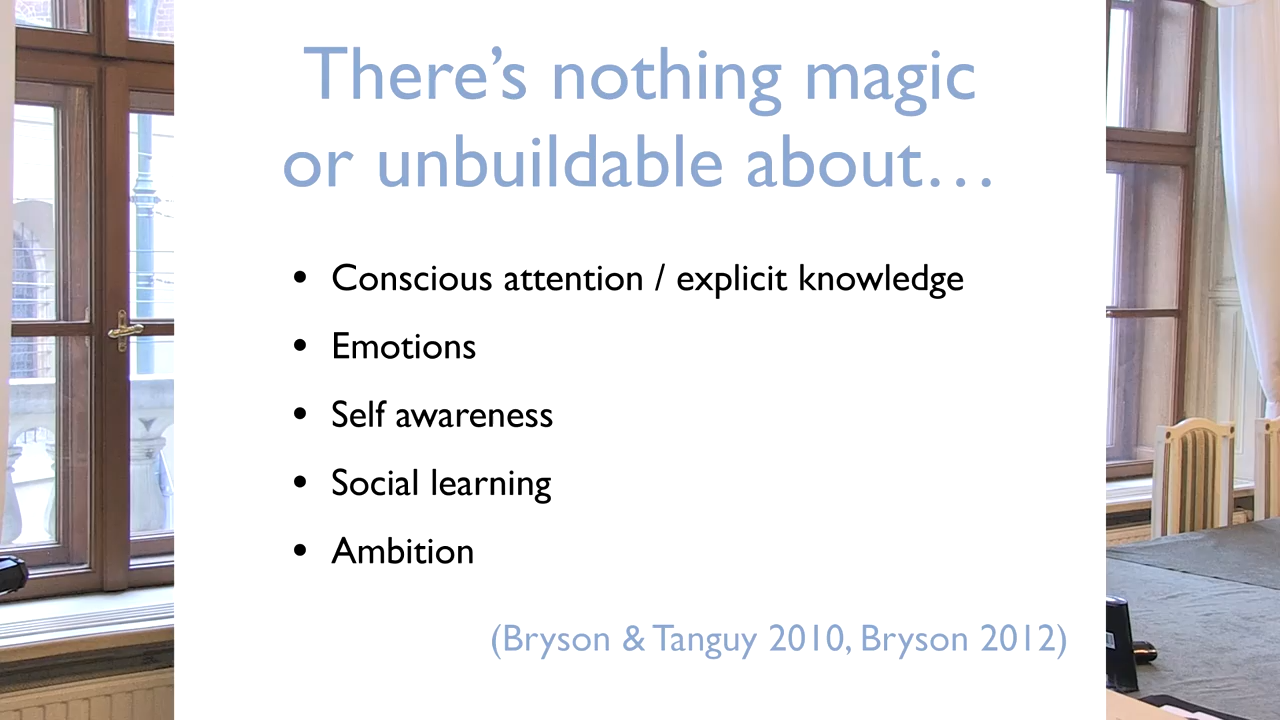 There’s nothing magic
or unbuildable about…
• Conscious attention / explicit knowledge
• Emotions
• Self awareness
• Social learning
• Ambition
(Bryson & Tanguy 2010, Bryson 2012)